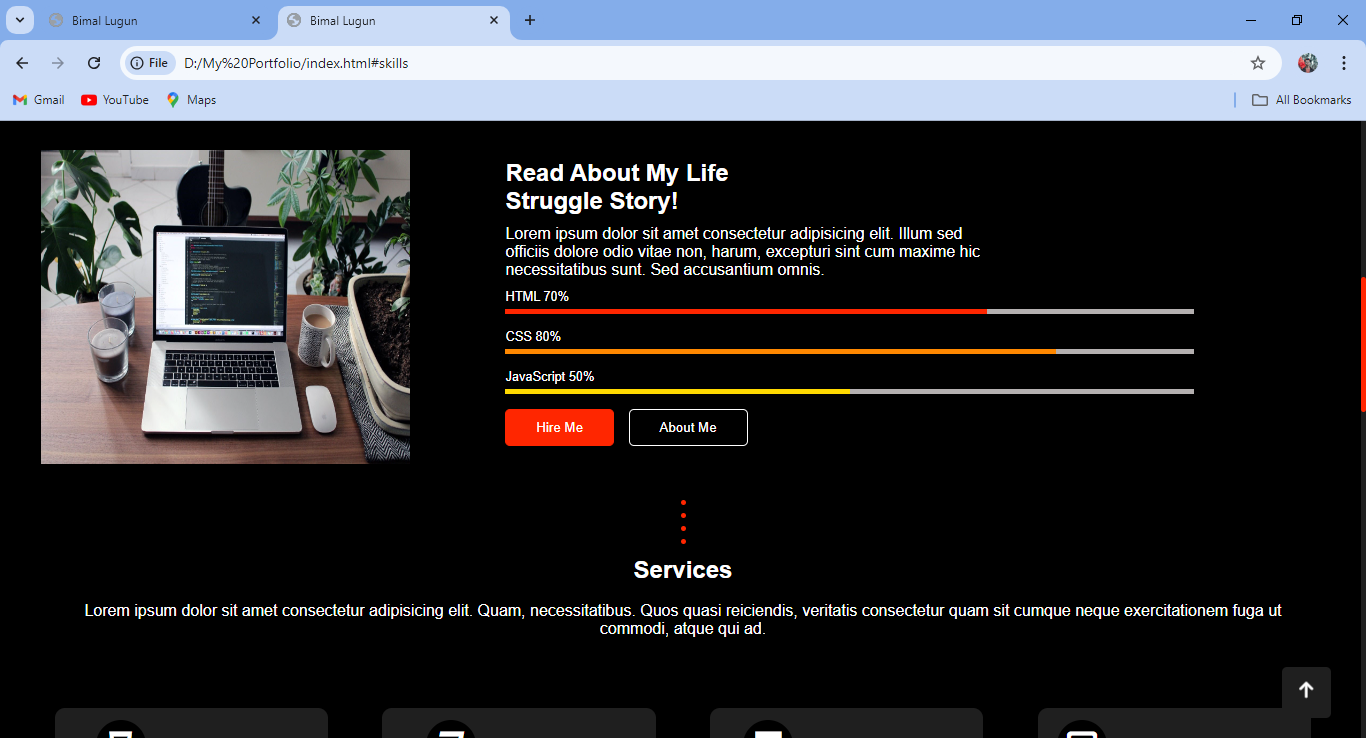 Bimal Lugun
Bimal Lugun
File
D:/My%20Portfolio/index.html#skills
Gmail
YouTube
Maps
All Bookmarks
Read About My Life
Struggle Story!
Lorem ipsum dolor sit amet consectetur adipisicing elit. Illum sed
officiis dolore odio vitae non, harum, excepturi sint cum maxime hic
necessitatibus sunt. Sed accusantium omnis.
HTML 70%
CSS 80%
JavaScript 50%
Hire Me
About Me
Services
Lorem ipsum dolor sit amet consectetur adipisicing elit. Quam, necessitatibus. Quos quasi reiciendis, veritatis consectetur quam sit cumque neque exercitationem fuga ut
commodi, atque qui ad.